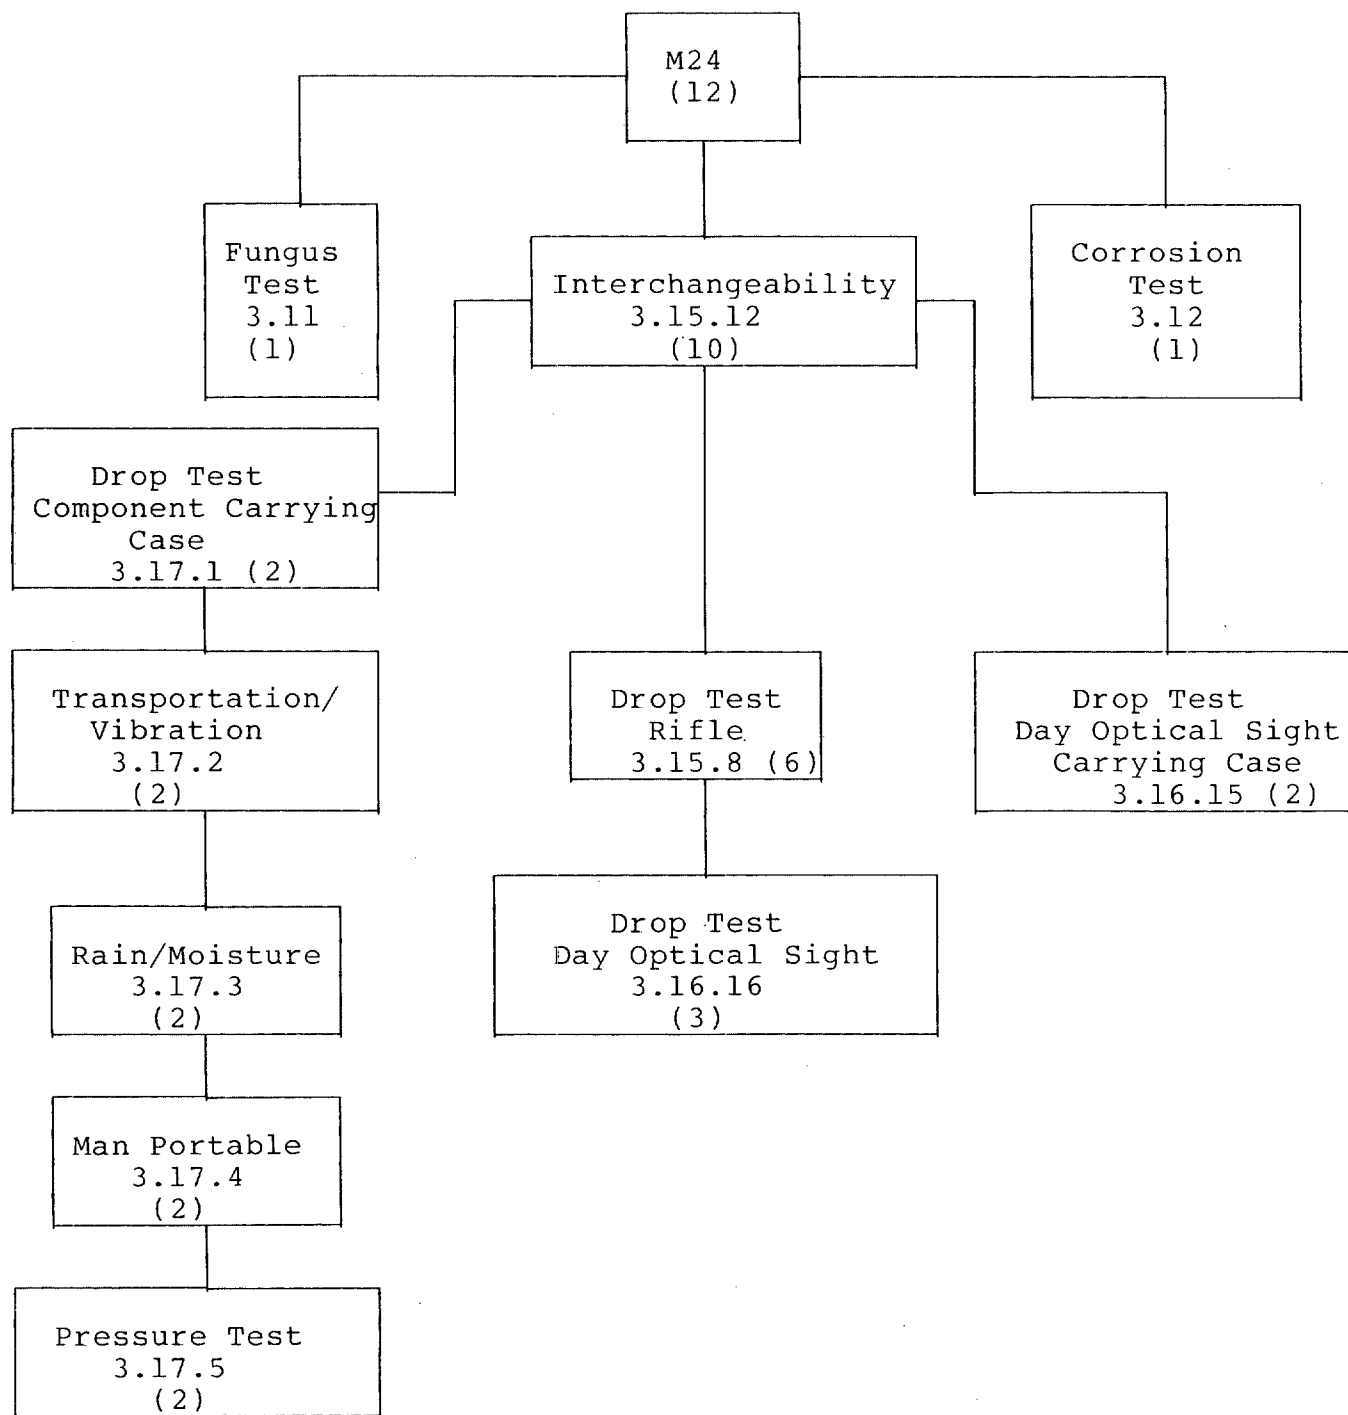 M24
(12)
Fungus
Test
3.11
(1)
Interchangeability
3.15.12
(10)
Corrosion
Test
3.12
(1)
Drop Test
Component Carrying
Case
3.17.1 (2)
Transportation/
Vibration
3.17.2
(2)
Drop Test
Rifle
3.15.8 (6)
Drop Test
Day Optical Sight
Carrying Case
3.16.15 (2)
Rain/Moisture
3.17.3
(2)
Drop Test
Day Optical Sight
3.16.16
(3)
Man Portable
3.17.4
(2)
Pressure Test
3.17.5
(2)